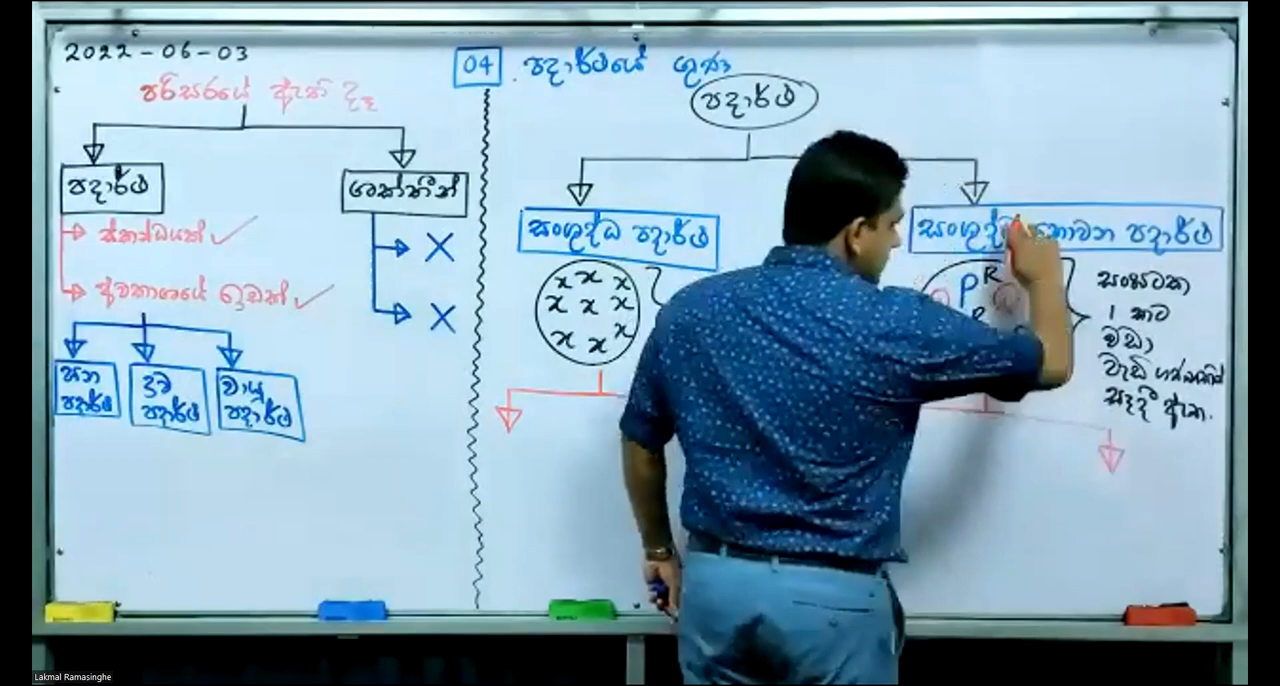 2022-06-03
පරිසරයේ ඇති දෑ
පදාර්ථ
ශක්තීන්
ස්කන්ධයක් ✓
අවකාශයේ ඉඩක් ✓
X
X
ඝන
පදාර්ථ
ද්‍රව
පදාර්ථ
වායු
පදාර්ථ
04 පදාර්ථයේ ගුණ
පදාර්ථ
සංශුද්ධ පදාර්ථ
සංශුද්ධ නොවන පදාර්ථ
x x x
x x x
x x x
P R
සංඝටක
1 කට
වඩා
වැඩි
සෑදී ඇත.
Lakmal Ramasinghe